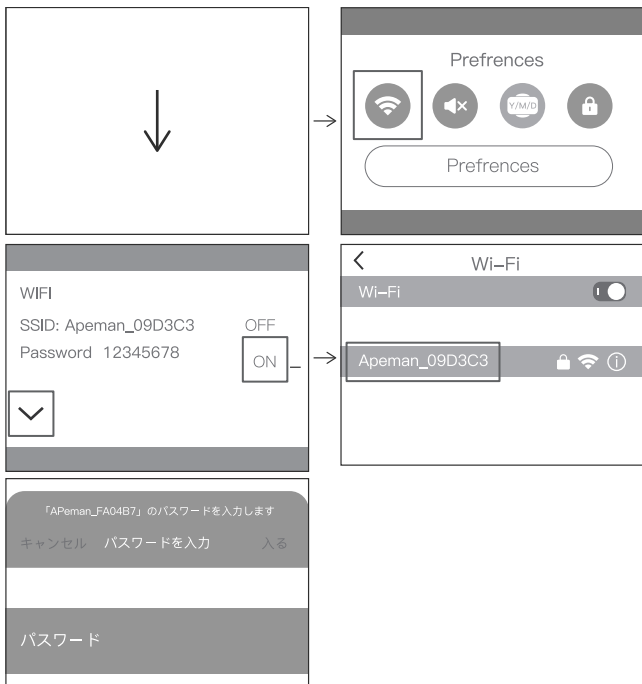 Prefrences
Y/M/D
Prefrences
WIFI
SSID: Apeman_09D3C3 OFF
Password 12345678 ON
Wi-Fi
Wi-Fi
Apeman_09D3C3
「APeman_FA04B7」のパスワードを入力します
キャンセル パスワードを入力 入る
パスワード